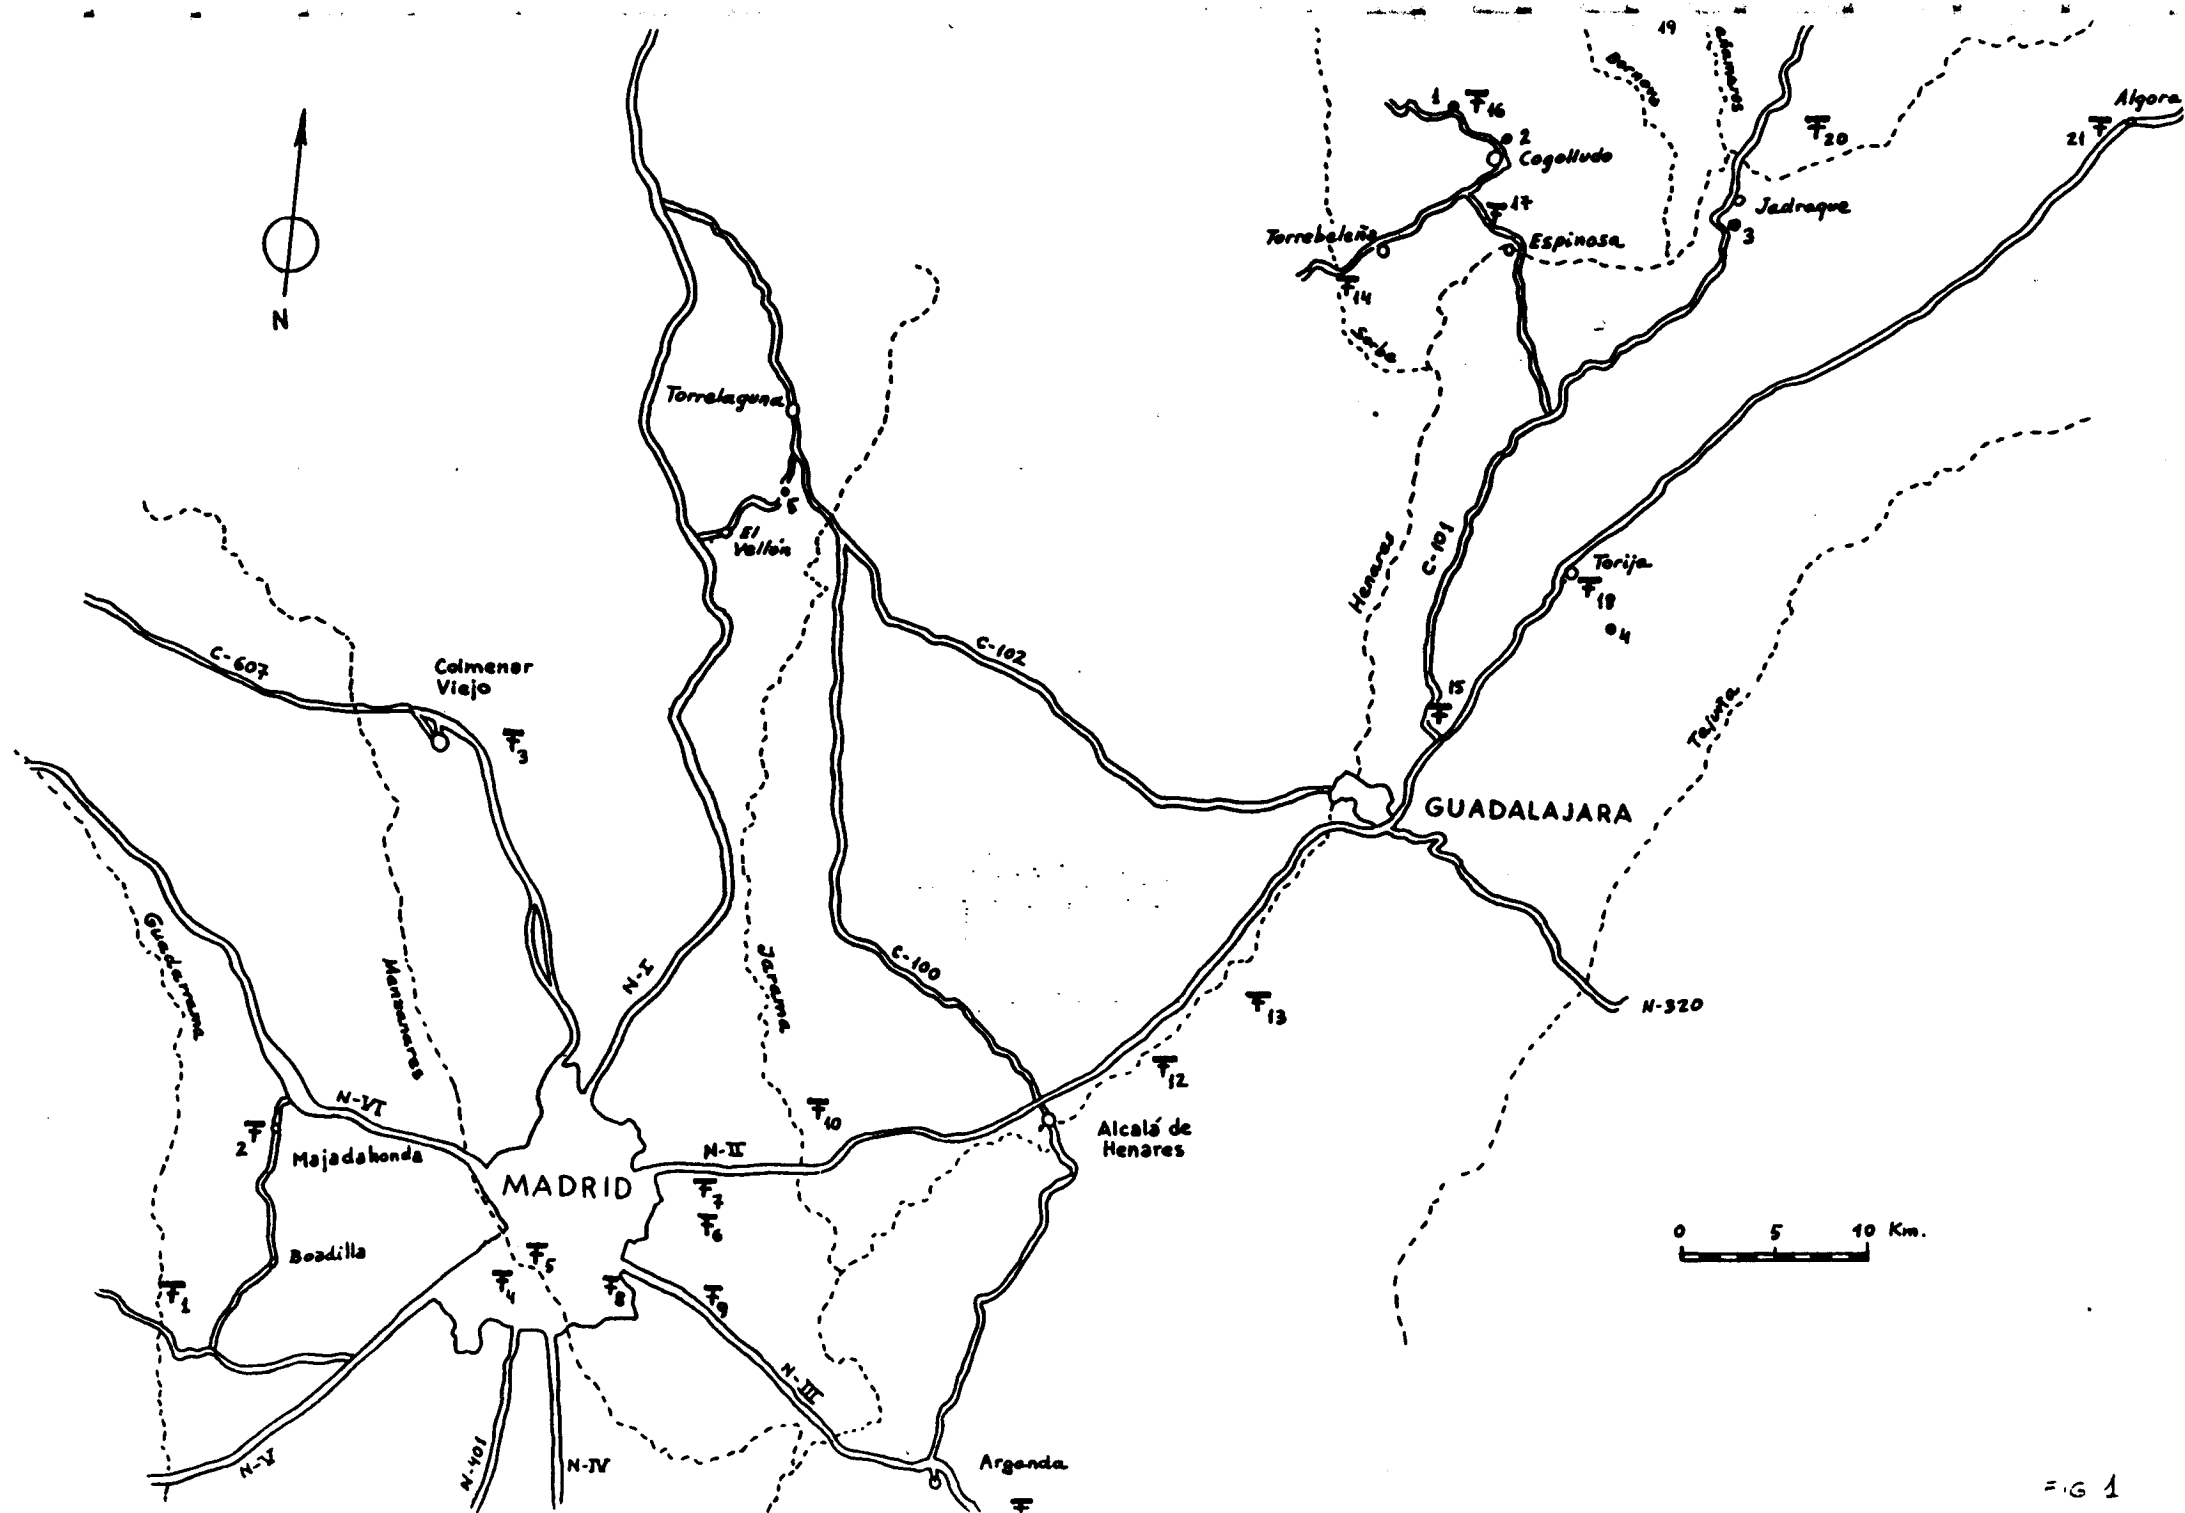 19
Bornova
añamares
Algora
1
16
20
21
2
Cogolludo
17
Jadraque
3
Torrebeleña
Espinosa
14
N
Sorbe
Torrelaguna
5
El
Vellón
C-101
Henares
Torija
18
4
C-607
C-102
Colmenar
Viejo
15
3
Tajuña
GUADALAJARA
Guadarrama
Manzanares
N-I
Jarama
C-100
13
N-320
12
N-VI
10
2
Majadahonda
N-II
Alcalá de
Henares
MADRID
7
6
0 5 10 Km.
Boadilla
5
4
1
8
9
N-III
N-V
N-401
N-IV
Arganda
FIG 1